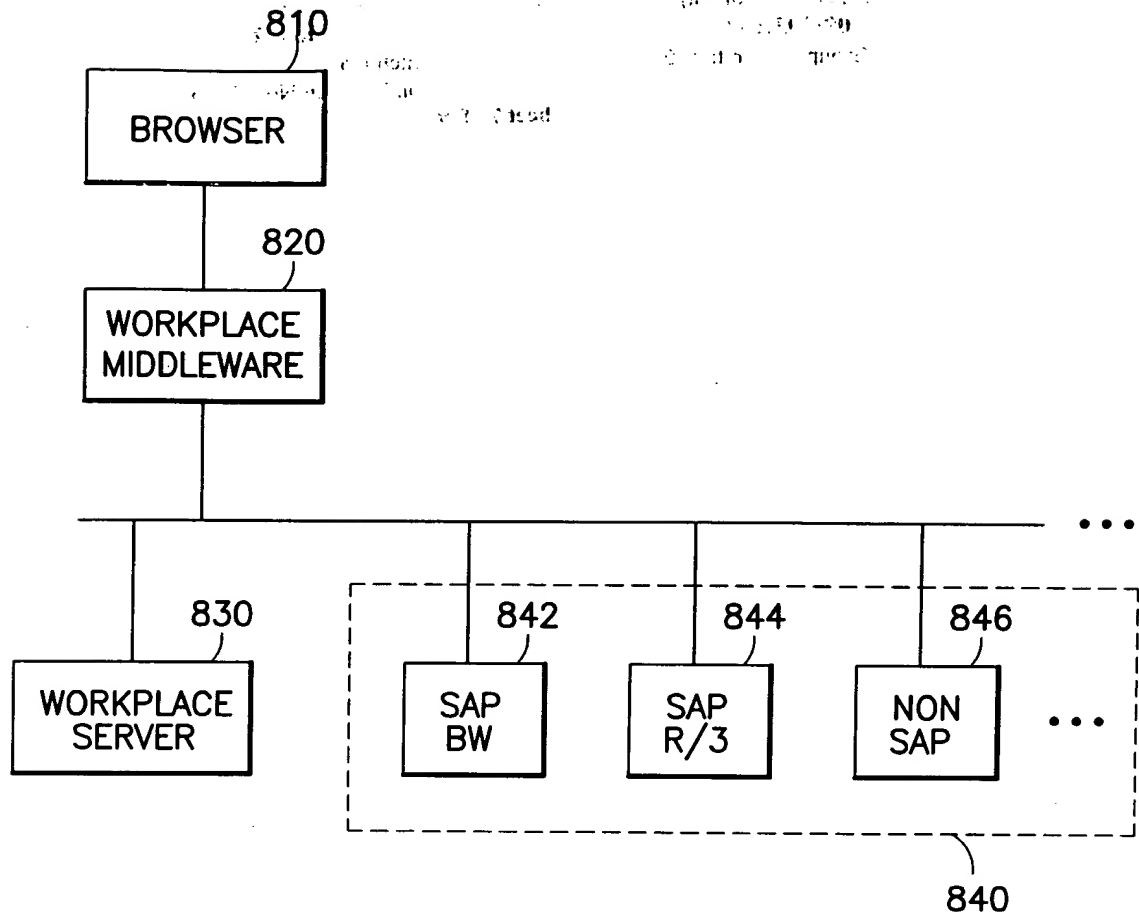 810
BROWSER
820
WORKPLACE
MIDDLEWARE
...
830
842
844
846
WORKPLACE
SERVER
SAP
BW
SAP
R/3
NON
SAP
...
840